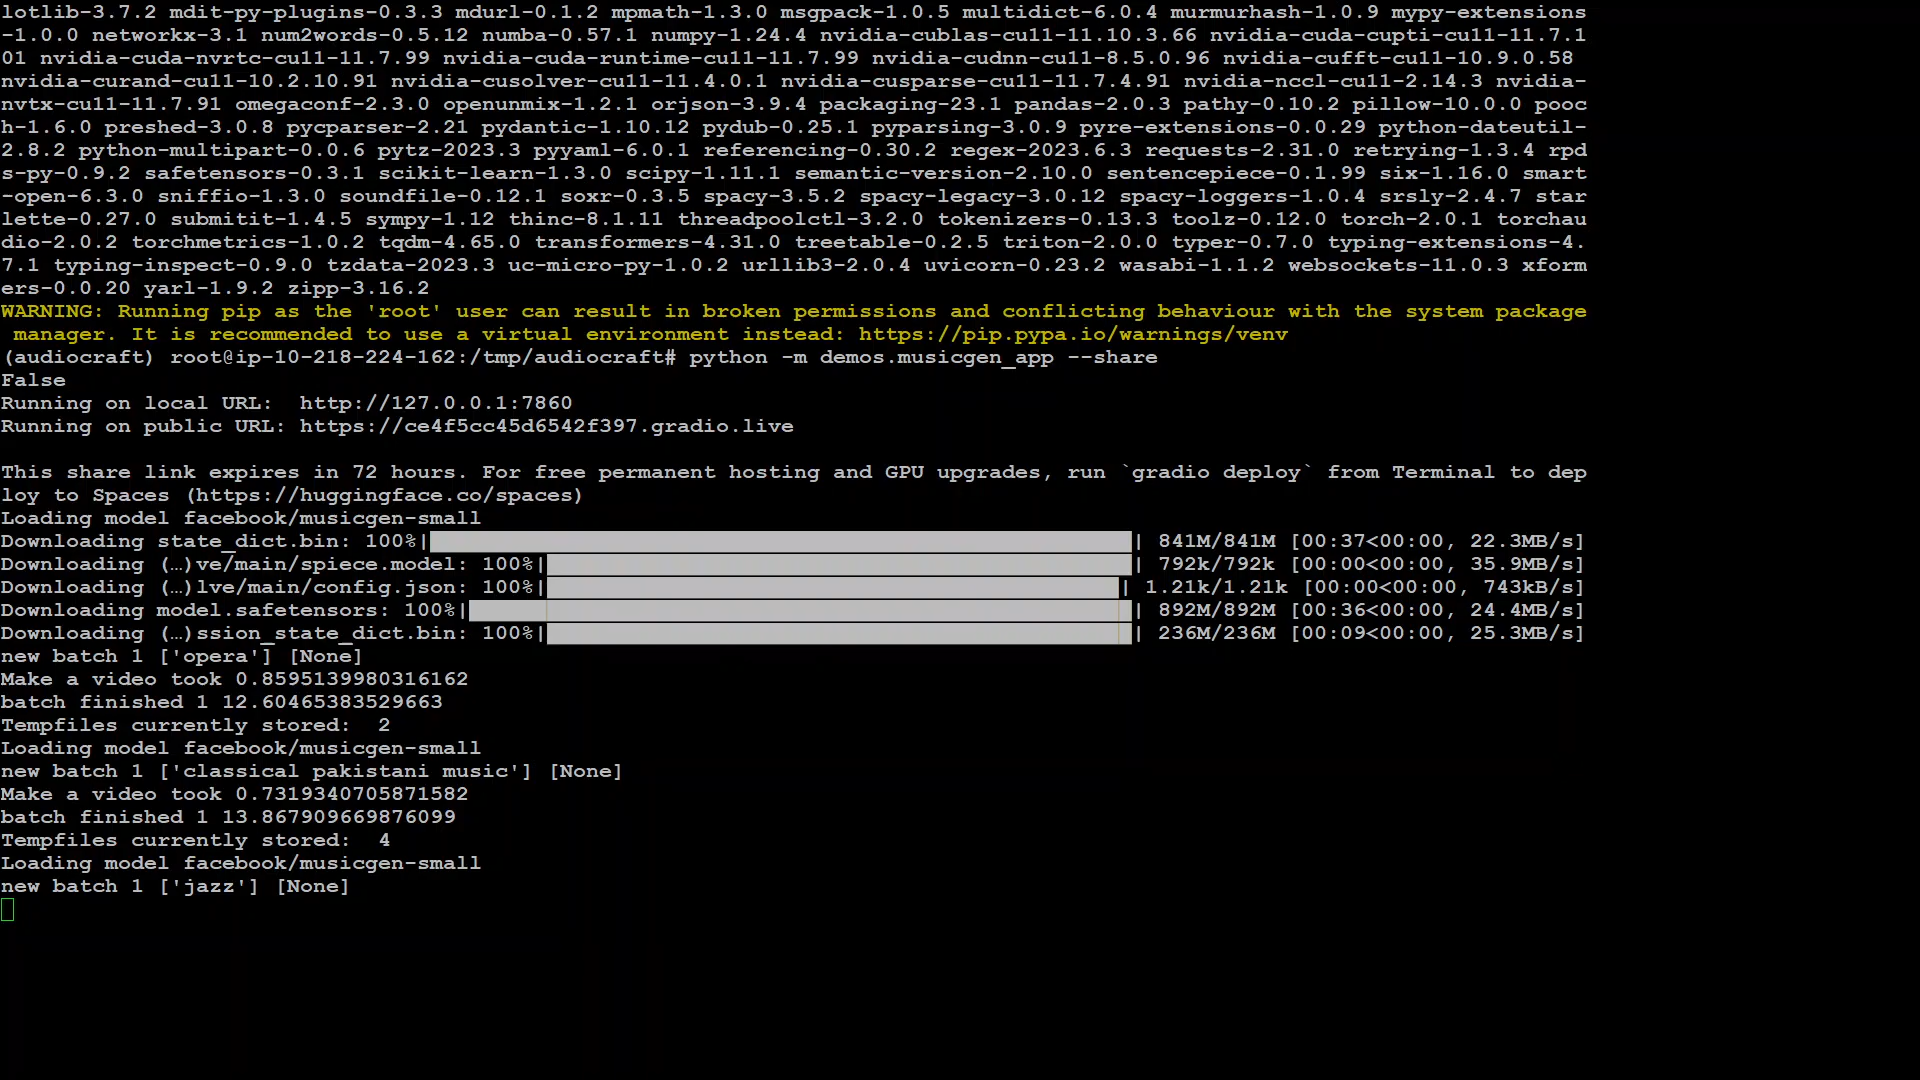 lotlib-3.7.2 mdit-py-plugins-0.3.3 mdurl-0.1.2 mpmath-1.3.0 msgpack-1.0.5 multidict-6.0.4 murmurhash-1.0.9 mypy-extensions
-1.0.0 networkx-3.1 num2words-0.5.12 numba-0.57.1 numpy-1.24.4 nvidia-cublas-cu11-11.10.3.66 nvidia-cuda-cupti-cu11-11.7.1
01 nvidia-cuda-nvrtc-cu11-11.7.99 nvidia-cuda-runtime-cu11-11.7.99 nvidia-cudnn-cu11-8.5.0.96 nvidia-cufft-cu11-10.9.0.58
nvidia-curand-cu11-10.2.10.91 nvidia-cusolver-cu11-11.4.0.1 nvidia-cusparse-cu11-11.7.4.91 nvidia-nccl-cu11-2.14.3 nvidia-
nvtx-cu11-11.7.91 omegaconf-2.3.0 openunmix-1.2.1 orjson-3.9.4 packaging-23.1 pandas-2.0.3 pathy-0.10.2 pillow-10.0.0 pooc
h-1.6.0 preshed-3.0.8 pycparser-2.21 pydantic-1.10.12 pydub-0.25.1 pyparsing-3.0.9 pyre-extensions-0.0.29 python-dateutil-
2.8.2 python-multipart-0.0.6 pytz-2023.3 pyyaml-6.0.1 referencing-0.30.2 regex-2023.6.3 requests-2.31.0 retrying-1.3.4 rpd
s-py-0.9.2 safetensors-0.3.1 scikit-learn-1.3.0 scipy-1.11.1 semantic-version-2.10.0 sentencepiece-0.1.99 six-1.16.0 smart
-open-6.3.0 sniffio-1.3.0 soundfile-0.12.1 soxr-0.3.5 spacy-3.5.2 spacy-legacy-3.0.12 spacy-loggers-1.0.4 srsly-2.4.7 star
lette-0.27.0 submitit-1.4.5 sympy-1.12 thinc-8.1.11 threadpoolctl-3.2.0 tokenizers-0.13.3 toolz-0.12.0 torch-2.0.1 torchau
dio-2.0.2 torchmetrics-1.0.2 tqdm-4.65.0 transformers-4.31.0 treetable-0.2.5 triton-2.0.0 typer-0.7.0 typing-extensions-4.
7.1 typing-inspect-0.9.0 tzdata-2023.3 uc-micro-py-1.0.2 urllib3-2.0.4 uvicorn-0.23.2 wasabi-1.1.2 websockets-11.0.3 xform
ers-0.0.20 yarl-1.9.2 zipp-3.16.2
WARNING: Running pip as the 'root' user can result in broken permissions and conflicting behaviour with the system package
 manager. It is recommended to use a virtual environment instead: https://pip.pypa.io/warnings/venv
(audiocraft) root@ip-10-218-224-162:/tmp/audiocraft# python -m demos.musicgen_app --share
False
Running on local URL:  http://127.0.0.1:7860
Running on public URL: https://ce4f5cc45d6542f397.gradio.live
This share link expires in 72 hours. For free permanent hosting and GPU upgrades, run `gradio deploy` from Terminal to dep
loy to Spaces (https://huggingface.co/spaces)
Loading model facebook/musicgen-small
Downloading state_dict.bin: 100%| | 841M/841M [00:37<00:00, 22.3MB/s]
Downloading (…)ve/main/spiece.model: 100%| | 792k/792k [00:00<00:00, 35.9MB/s]
Downloading (…)lve/main/config.json: 100%| | 1.21k/1.21k [00:00<00:00, 743kB/s]
Downloading model.safetensors: 100%| | 892M/892M [00:36<00:00, 24.4MB/s]
Downloading (…)ssion_state_dict.bin: 100%| | 236M/236M [00:09<00:00, 25.3MB/s]
new batch 1 ['opera'] [None]
Make a video took 0.8595139980316162
batch finished 1 12.60465383529663
Tempfiles currently stored:  2
Loading model facebook/musicgen-small
new batch 1 ['classical pakistani music'] [None]
Make a video took 0.7319340705871582
batch finished 1 13.867909669876099
Tempfiles currently stored:  4
Loading model facebook/musicgen-small
new batch 1 ['jazz'] [None]